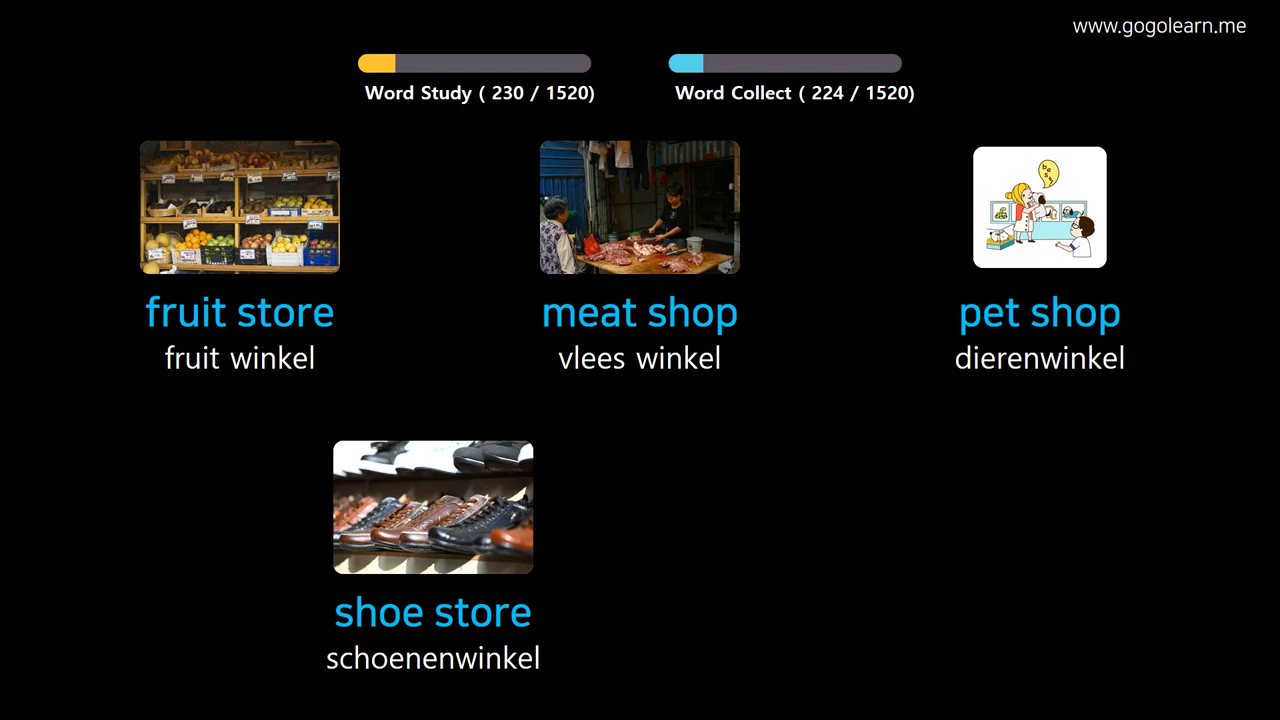 www.gogolearn.me
Word Study ( 230 / 1520)
Word Collect ( 224 / 1520)
fruit store
fruit winkel
meat shop
vlees winkel
pet shop
dierenwinkel
shoe store
schoenenwinkel